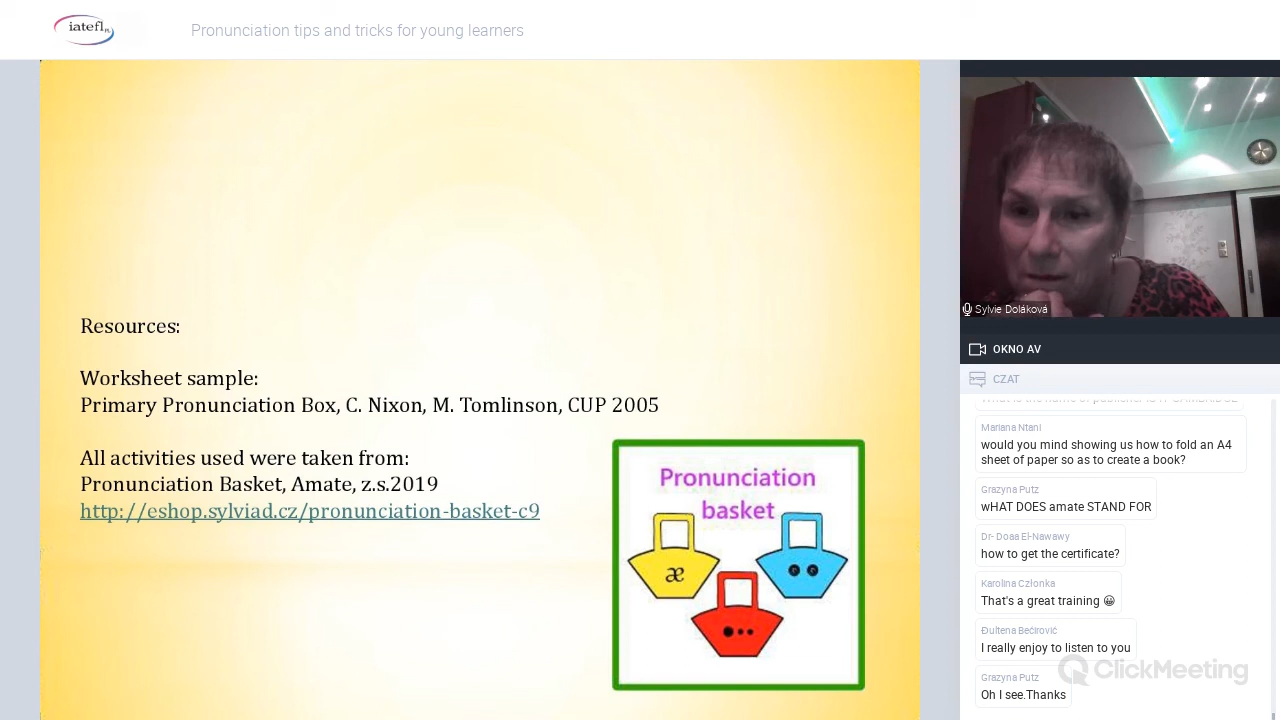 iatefl PL
Pronunciation tips and tricks for young learners
Resources:
Worksheet sample:
Primary Pronunciation Box, C. Nixon, M. Tomlinson, CUP 2005
All activities used were taken from:
Pronunciation Basket, Amate, z.s.2019
http://eshop.sylviad.cz/pronunciation-basket-c9
Pronunciation
basket
æ
Sylvie Doláková
OKNO AV
CZAT
Mariana Ntani
would you mind showing us how to fold an A4
sheet of paper so as to create a book?
Grazyna Putz
wHAT DOES amate STAND FOR
Dr- Doaa El-Nawawy
how to get the certificate?
Karolina Członka
That's a great training 😀
Đultena Bećirović
I really enjoy to listen to you
Grazyna Putz
Oh I see.Thanks
ClickMeeting